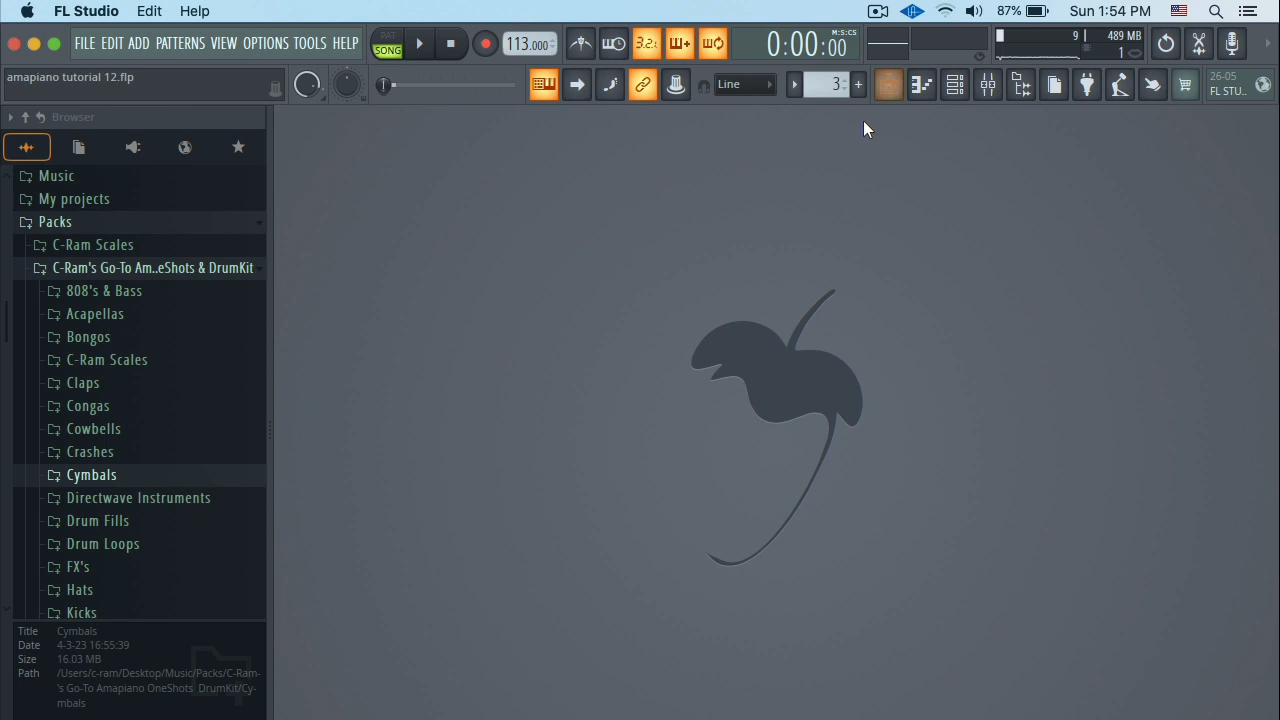 FL Studio Edit Help 87% Sun 1:54 PM
FILE EDIT ADD PATTERNS VIEW OPTIONS TOOLS HELP
PAT
SONG
113.000
3.2.:
M:S:CS
0:00:00
9
489 MB
1
amapiano tutorial 12.flp
Line
3
26-05
FL STU..
Browser
Music
My projects
Packs
C-Ram Scales
C-Ram's Go-To Am..eShots & DrumKit
808's & Bass
Acapellas
Bongos
C-Ram Scales
Claps
Congas
Cowbells
Crashes
Cymbals
Directwave Instruments
Drum Fills
Drum Loops
FX's
Hats
Kicks
Title Cymbals
Date 4-3-23 16:55:39
Size 16.03 MB
Path /Users/c-ram/Desktop/Music/Packs/C-Ram-
's Go-To Amapiano OneShots DrumKit/Cy-
mbals